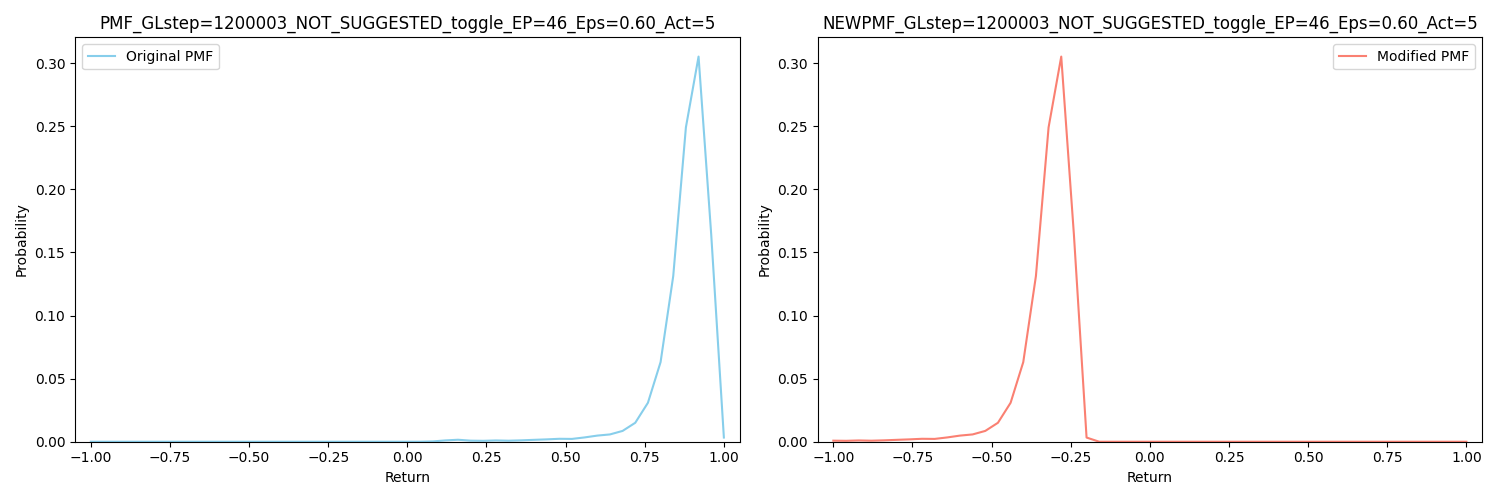 PMF_GLstep=1200003_NOT_SUGGESTED_toggle_EP=46_Eps=0.60_Act=5
Original PMF
0.30
0.25
0.20
0.15
0.10
0.05
0.00
Probability
−1.00 −0.75 −0.50 −0.25 0.00 0.25 0.50 0.75 1.00
Return
NEWPMF_GLstep=1200003_NOT_SUGGESTED_toggle_EP=46_Eps=0.60_Act=5
Modified PMF
0.30
0.25
0.20
0.15
0.10
0.05
0.00
Probability
−1.00 −0.75 −0.50 −0.25 0.00 0.25 0.50 0.75 1.00
Return